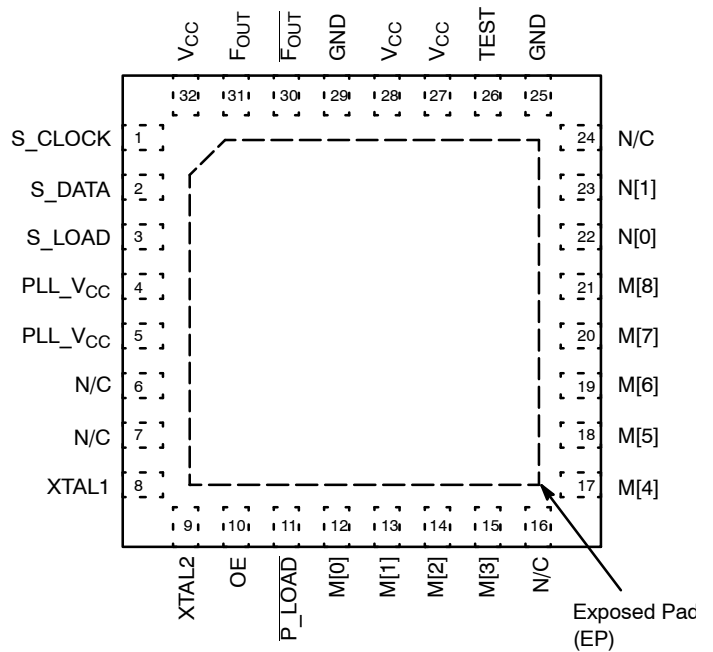 VCC FOUT FOUT GND VCC VCC TEST GND
32 31 30 29 28 27 26 25
S_CLOCK 1 24 N/C
S_DATA 2 23 N[1]
S_LOAD 3 22 N[0]
PLL_VCC 4 21 M[8]
PLL_VCC 5 20 M[7]
N/C 6 19 M[6]
N/C 7 18 M[5]
XTAL1 8 17 M[4]
9 10 11 12 13 14 15 16
XTAL2 OE P_LOAD M[0] M[1] M[2] M[3] N/C
Exposed Pad
(EP)